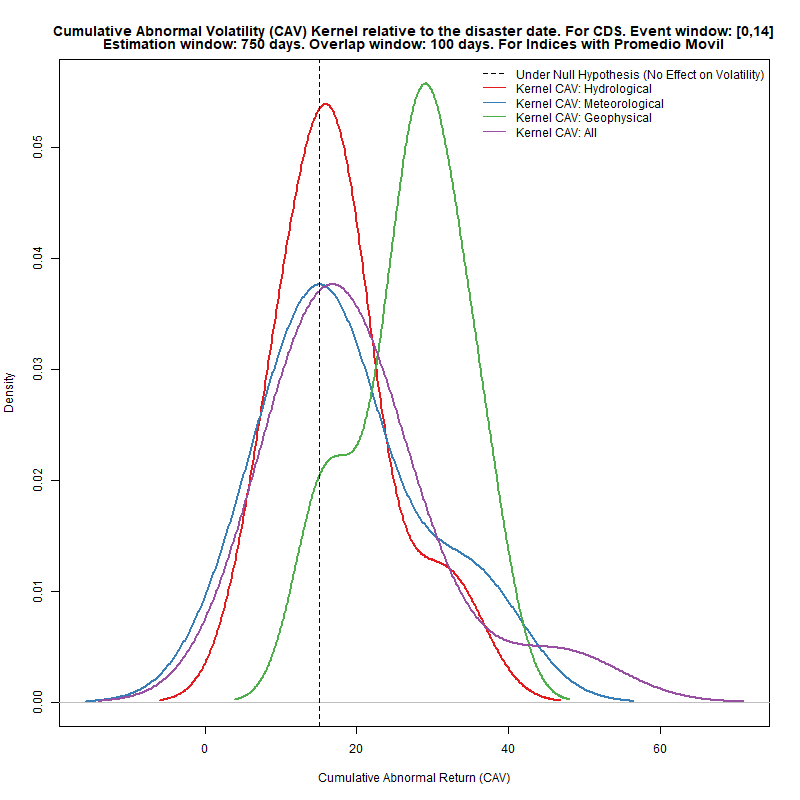 Cumulative Abnormal Volatility (CAV) Kernel relative to the disaster date. For CDS. Event window: [0,14]
Estimation window: 750 days. Overlap window: 100 days. For Indices with Promedio Movil
Under Null Hypothesis (No Effect on Volatility)
Kernel CAV: Hydrological
Kernel CAV: Meteorological
Kernel CAV: Geophysical
Kernel CAV: All
Density
0.05
0.04
0.03
0.02
0.01
0.00
0 20 40 60
Cumulative Abnormal Return (CAV)